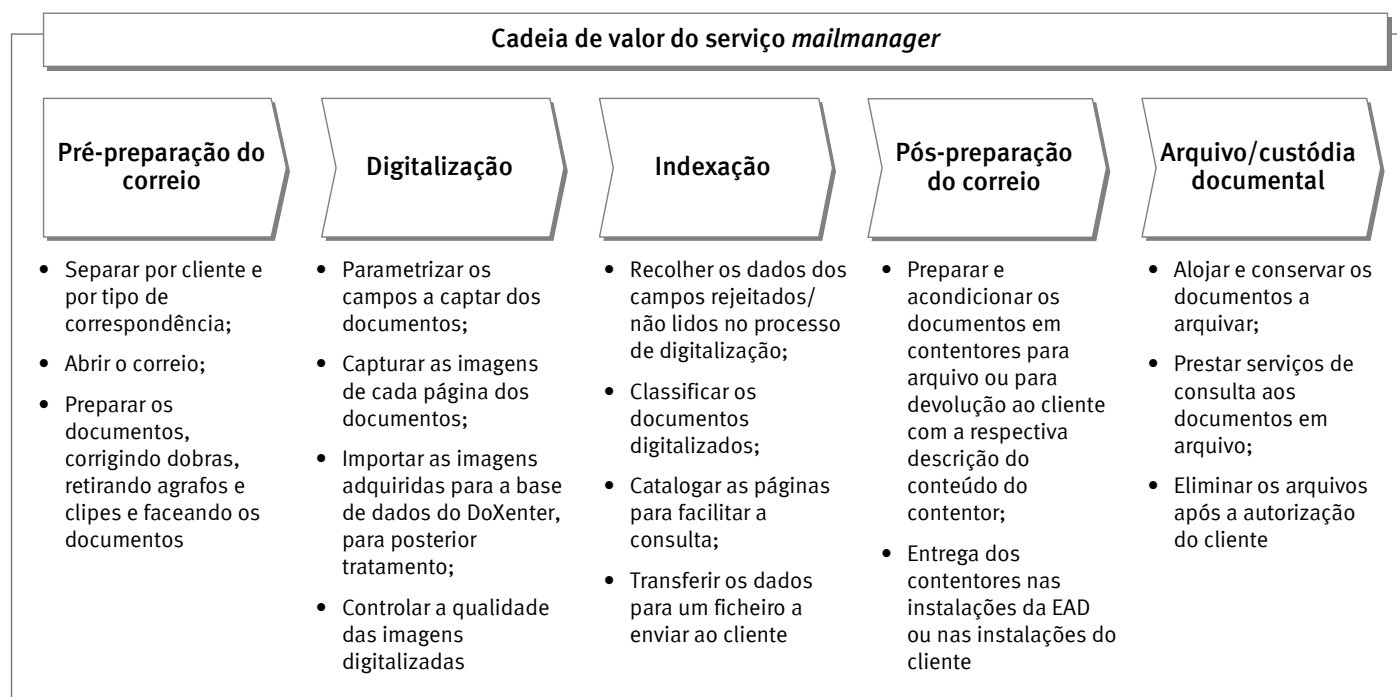 Cadeia de valor do serviço mailmanager
Pré-preparação do
correio
Digitalização
Indexação
Pós-preparação
do correio
Arquivo/custódia
documental
• Separar por cliente e
por tipo de
correspondência;
• Abrir o correio;
• Preparar os
documentos,
corrigindo dobras,
retirando agrafos e
clipes e faceando os
documentos
• Parametrizar os
campos a captar dos
documentos;
• Capturar as imagens
de cada página dos
documentos;
• Importar as imagens
adquiridas para a base
de dados do DoXenter,
para posterior
tratamento;
• Controlar a qualidade
das imagens
digitalizadas
• Recolher os dados dos
campos rejeitados/
não lidos no processo
de digitalização;
• Classificar os
documentos
digitalizados;
• Catalogar as páginas
para facilitar a
consulta;
• Transferir os dados
para um ficheiro a
enviar ao cliente
• Preparar e
acondicionar os
documentos em
contentores para
arquivo ou para
devolução ao cliente
com a respectiva
descrição do
conteúdo do
contentor;
• Entrega dos
contentores nas
instalações da EAD
ou nas instalações do
cliente
• Alojar e conservar os
documentos a
arquivar;
• Prestar serviços de
consulta aos
documentos em
arquivo;
• Eliminar os arquivos
após a autorização
do cliente